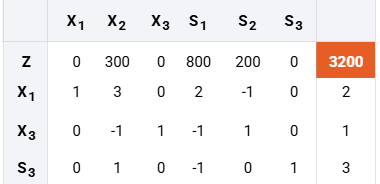 X1 X2 X3 S1 S2 S3
Z 0 300 0 800 200 0 3200
X1 1 3 0 2 -1 0 2
X3 0 -1 1 -1 1 0 1
S3 0 1 0 -1 0 1 3